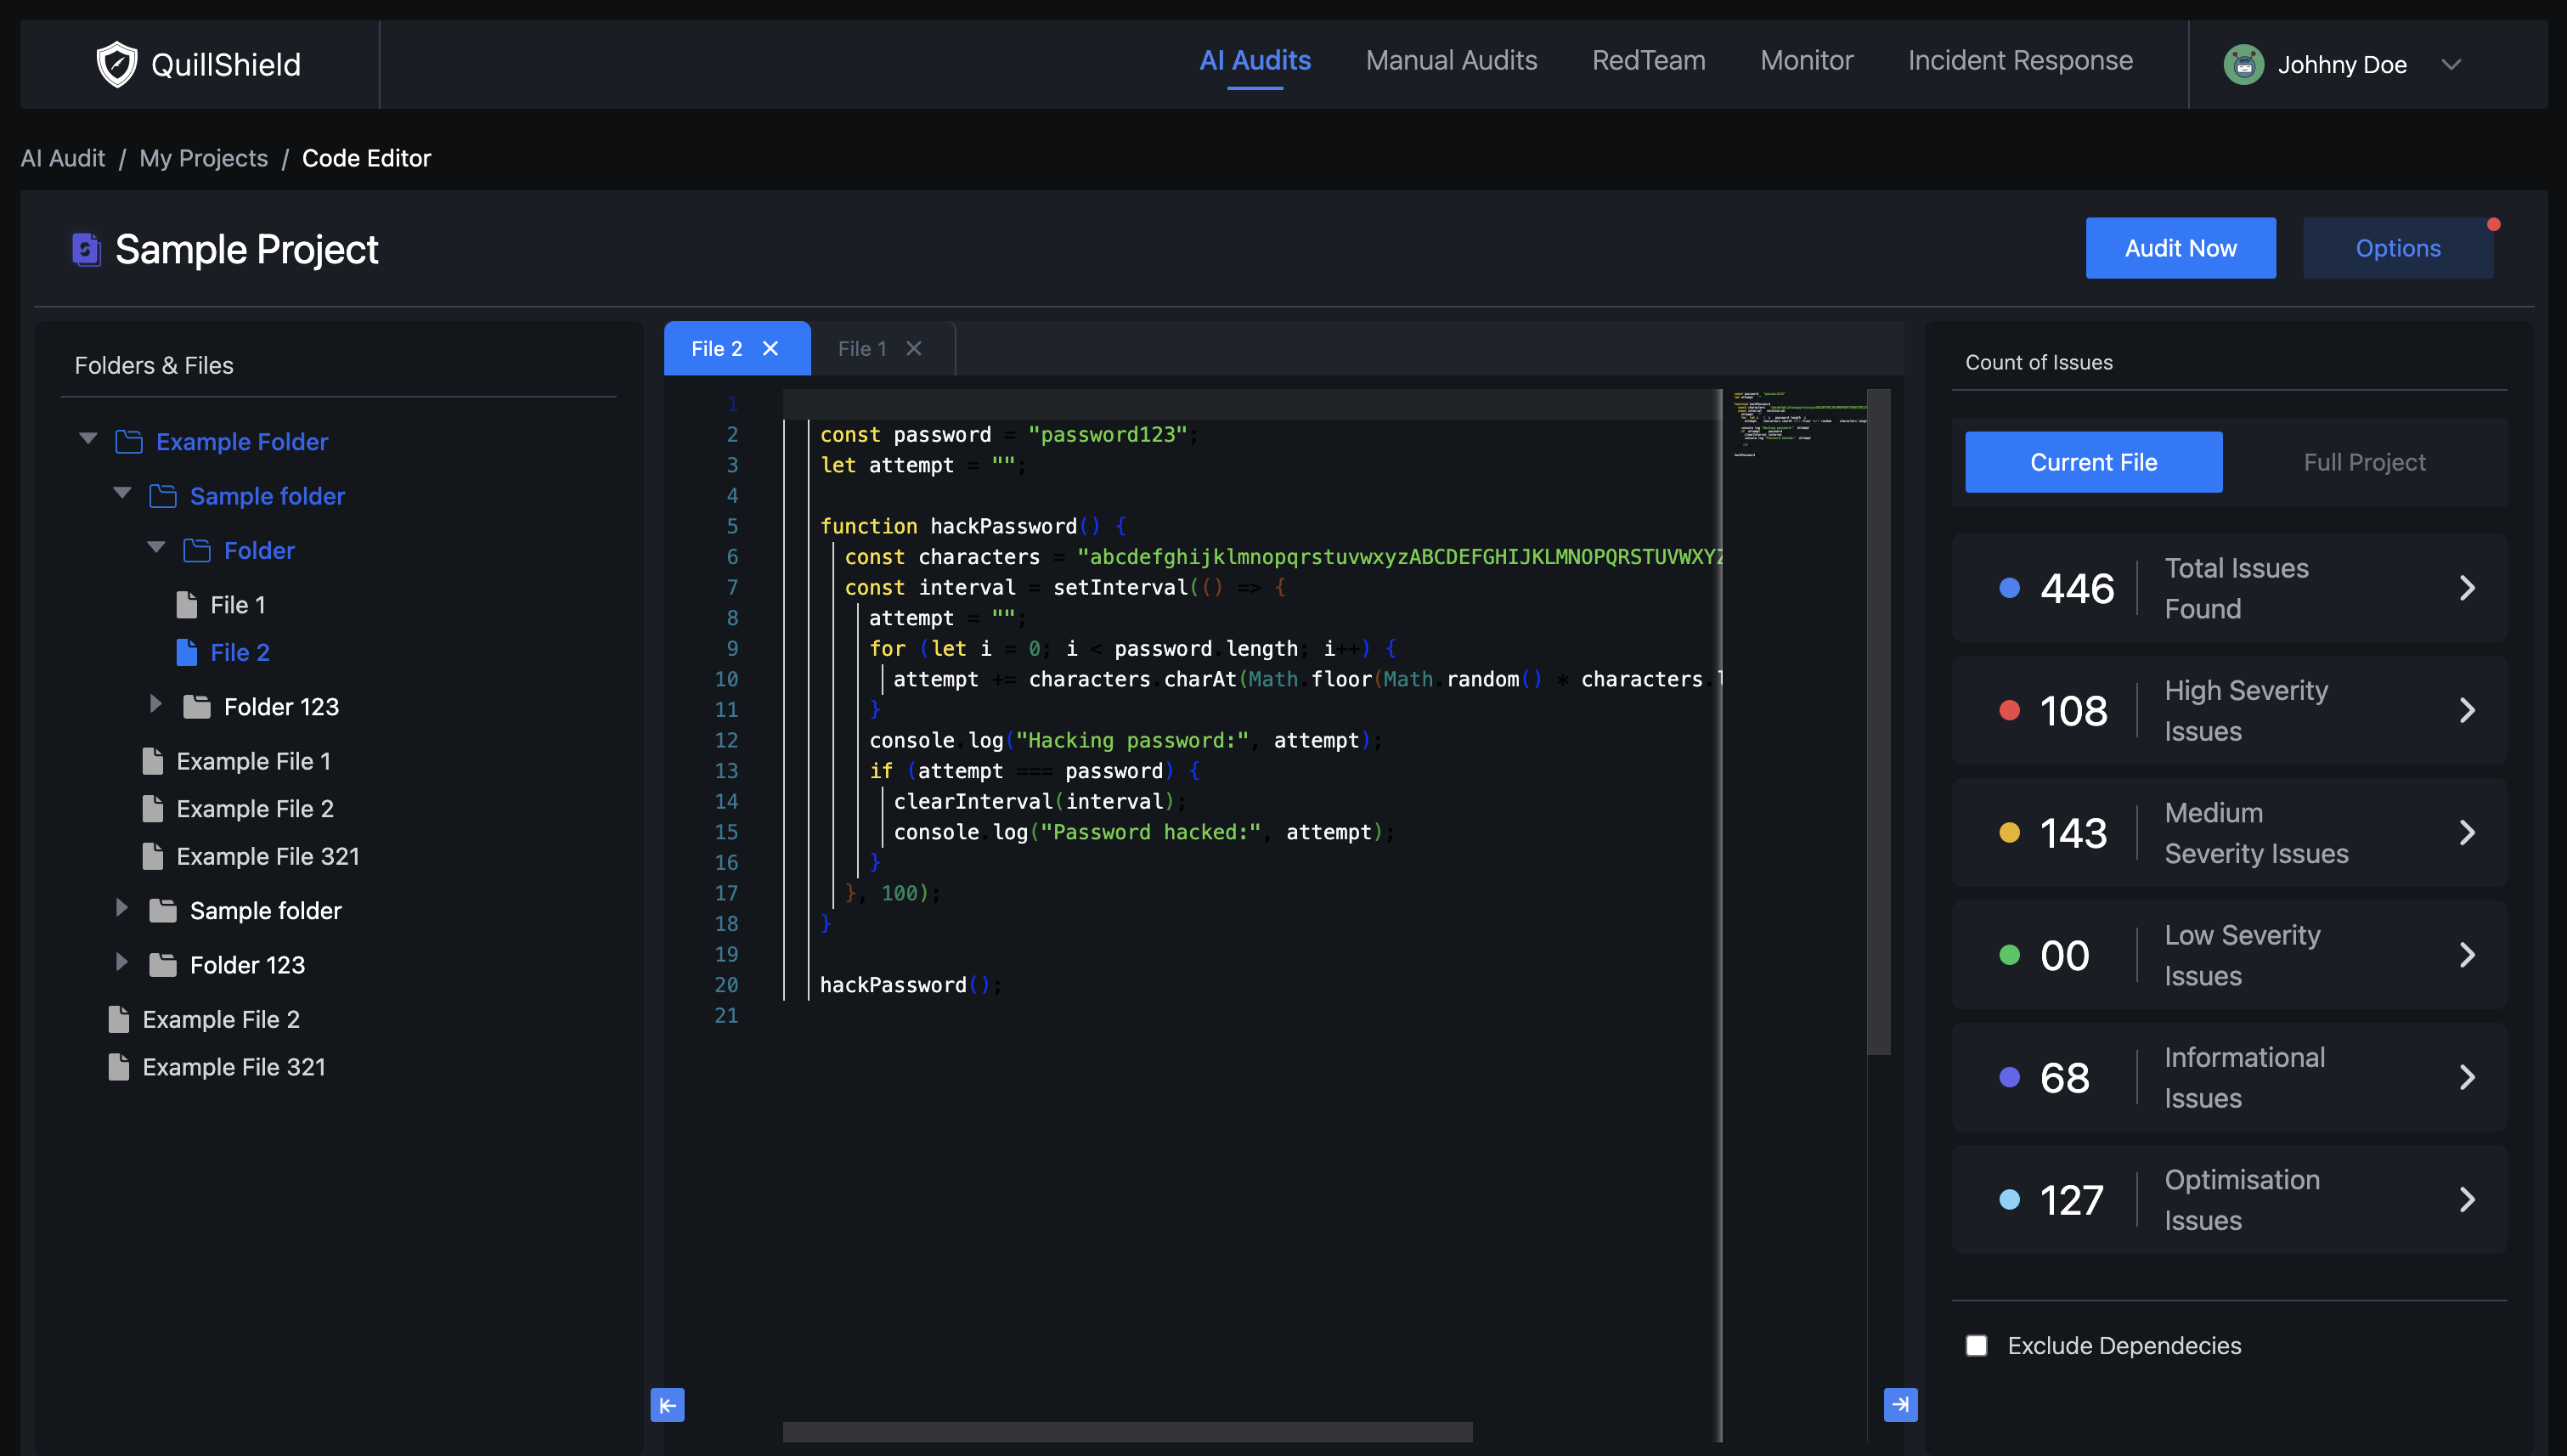 QuillShield
AI Audits
Manual Audits
RedTeam
Monitor
Incident Response
Johhny Doe
AI Audit / My Projects / Code Editor
Sample Project
Audit Now
Options
Folders & Files
Example Folder
Sample folder
Folder
File 1
File 2
Folder 123
Example File 1
Example File 2
Example File 321
Sample folder
Folder 123
Example File 2
Example File 321
File 2
File 1
1
2 const password = "password123";
3 let attempt = "";
4
5 function hackPassword() {
6 const characters = "abcdefghijklmnopqrstuvwxyzABCDEFGHIJKLMNOPQRSTUVWXYZ
7 const interval = setInterval(() => {
8 attempt = "";
9 for (let i = 0; i < password.length; i++) {
10 attempt += characters.charAt(Math.floor(Math.random() * characters.l
11 }
12 console.log("Hacking password:", attempt);
13 if (attempt === password) {
14 clearInterval(interval);
15 console.log("Password hacked:", attempt);
16 }
17 }, 100);
18 }
19
20 hackPassword();
21
Count of Issues
Current File
Full Project
446 Total Issues
Found
108 High Severity
Issues
143 Medium
Severity Issues
00 Low Severity
Issues
68 Informational
Issues
127 Optimisation
Issues
Exclude Dependecies